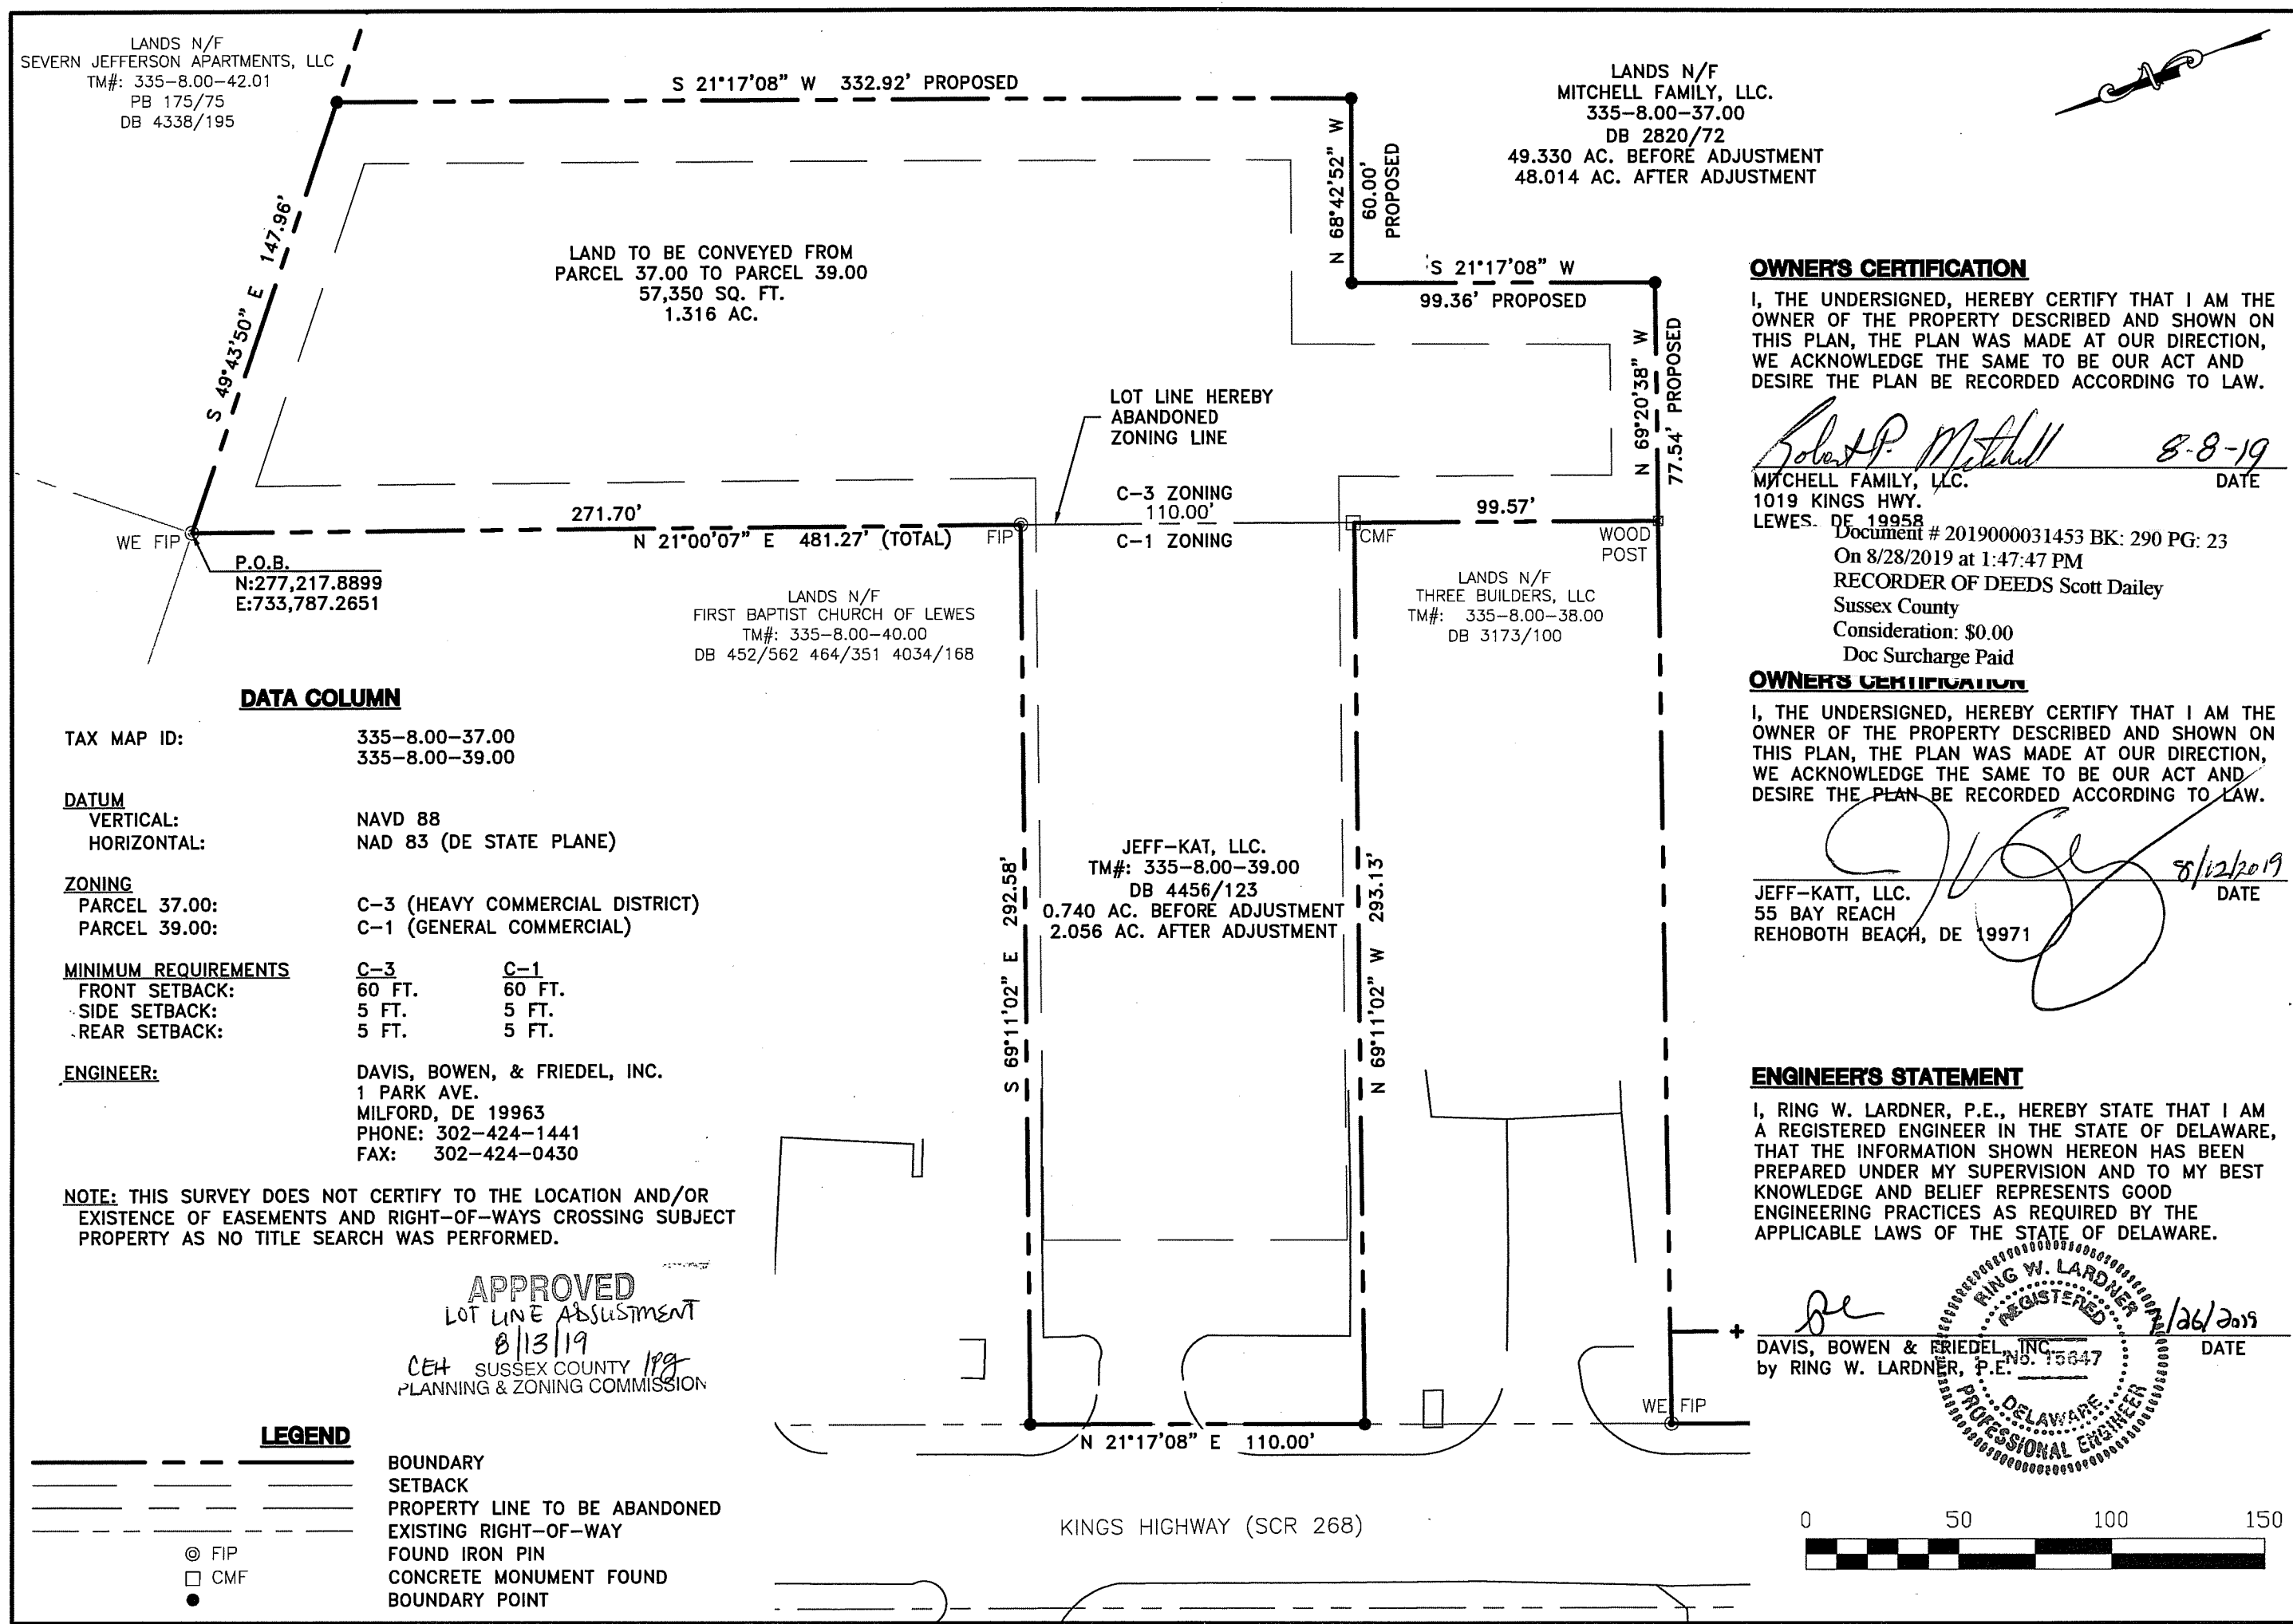 LANDS N/F
SEVERN JEFFERSON APARTMENTS, LLC
TM#: 335-8.00-42.01
PB 175/75
DB 4338/195
S 21°17'08" W 332.92' PROPOSED
LANDS N/F
MITCHELL FAMILY, LLC.
335-8.00-37.00
DB 2820/72
49.330 AC. BEFORE ADJUSTMENT
48.014 AC. AFTER ADJUSTMENT
N 68°42'52" W
60.00'
PROPOSED
S 49°43'50" E 147.96'
LAND TO BE CONVEYED FROM
PARCEL 37.00 TO PARCEL 39.00
57,350 SQ. FT.
1.316 AC.
S 21°17'08" W
99.36' PROPOSED
N 69°20'38" W
77.54' PROPOSED
LOT LINE HEREBY
ABANDONED
ZONING LINE
C-3 ZONING
110.00'
C-1 ZONING
271.70'
N 21°00'07" E 481.27' (TOTAL)
99.57'
WE FIP
FIP
CMF
WOOD
POST
P.O.B.
N:277,217.8899
E:733,787.2651
LANDS N/F
FIRST BAPTIST CHURCH OF LEWES
TM#: 335-8.00-40.00
DB 452/562 464/351 4034/168
LANDS N/F
THREE BUILDERS, LLC
TM#: 335-8.00-38.00
DB 3173/100
S 69°11'02" E 292.58'
JEFF-KAT, LLC.
TM#: 335-8.00-39.00
DB 4456/123
0.740 AC. BEFORE ADJUSTMENT
2.056 AC. AFTER ADJUSTMENT
N 69°11'02" W 293.13'
WE FIP
N 21°17'08" E 110.00'
KINGS HIGHWAY (SCR 268)
DATA COLUMN
TAX MAP ID: 335-8.00-37.00
335-8.00-39.00
DATUM
VERTICAL: NAVD 88
HORIZONTAL: NAD 83 (DE STATE PLANE)
ZONING
PARCEL 37.00: C-3 (HEAVY COMMERCIAL DISTRICT)
PARCEL 39.00: C-1 (GENERAL COMMERCIAL)
MINIMUM REQUIREMENTS C-3 C-1
FRONT SETBACK: 60 FT. 60 FT.
SIDE SETBACK: 5 FT. 5 FT.
REAR SETBACK: 5 FT. 5 FT.
ENGINEER: DAVIS, BOWEN, & FRIEDEL, INC.
1 PARK AVE.
MILFORD, DE 19963
PHONE: 302-424-1441
FAX: 302-424-0430
NOTE: THIS SURVEY DOES NOT CERTIFY TO THE LOCATION AND/OR
EXISTENCE OF EASEMENTS AND RIGHT-OF-WAYS CROSSING SUBJECT
PROPERTY AS NO TITLE SEARCH WAS PERFORMED.
APPROVED
LOT LINE ADSUSTMENT
8/13/19
CEH SUSSEX COUNTY
PLANNING & ZONING COMMISSION
LEGEND
BOUNDARY
SETBACK
PROPERTY LINE TO BE ABANDONED
EXISTING RIGHT-OF-WAY
FIP FOUND IRON PIN
CMF CONCRETE MONUMENT FOUND
BOUNDARY POINT
OWNER'S CERTIFICATION
I, THE UNDERSIGNED, HEREBY CERTIFY THAT I AM THE
OWNER OF THE PROPERTY DESCRIBED AND SHOWN ON
THIS PLAN, THE PLAN WAS MADE AT OUR DIRECTION,
WE ACKNOWLEDGE THE SAME TO BE OUR ACT AND
DESIRE THE PLAN BE RECORDED ACCORDING TO LAW.
Robert P. Mitchell 8-8-19
MITCHELL FAMILY, LLC. DATE
1019 KINGS HWY.
LEWES, DE 19958
Document # 2019000031453 BK: 290 PG: 23
On 8/28/2019 at 1:47:47 PM
RECORDER OF DEEDS Scott Dailey
Sussex County
Consideration: $0.00
Doc Surcharge Paid
OWNER'S CERTIFICATION
I, THE UNDERSIGNED, HEREBY CERTIFY THAT I AM THE
OWNER OF THE PROPERTY DESCRIBED AND SHOWN ON
THIS PLAN, THE PLAN WAS MADE AT OUR DIRECTION,
WE ACKNOWLEDGE THE SAME TO BE OUR ACT AND
DESIRE THE PLAN BE RECORDED ACCORDING TO LAW.
8/12/2019
JEFF-KATT, LLC. DATE
55 BAY REACH
REHOBOTH BEACH, DE 19971
ENGINEER'S STATEMENT
I, RING W. LARDNER, P.E., HEREBY STATE THAT I AM
A REGISTERED ENGINEER IN THE STATE OF DELAWARE,
THAT THE INFORMATION SHOWN HEREON HAS BEEN
PREPARED UNDER MY SUPERVISION AND TO MY BEST
KNOWLEDGE AND BELIEF REPRESENTS GOOD
ENGINEERING PRACTICES AS REQUIRED BY THE
APPLICABLE LAWS OF THE STATE OF DELAWARE.
/26/2019
DAVIS, BOWEN & FRIEDEL, INC. DATE
by RING W. LARDNER, P.E.
RING W. LARDNER
REGISTERED
No. 15647
DELAWARE
PROFESSIONAL ENGINEER
0 50 100 150